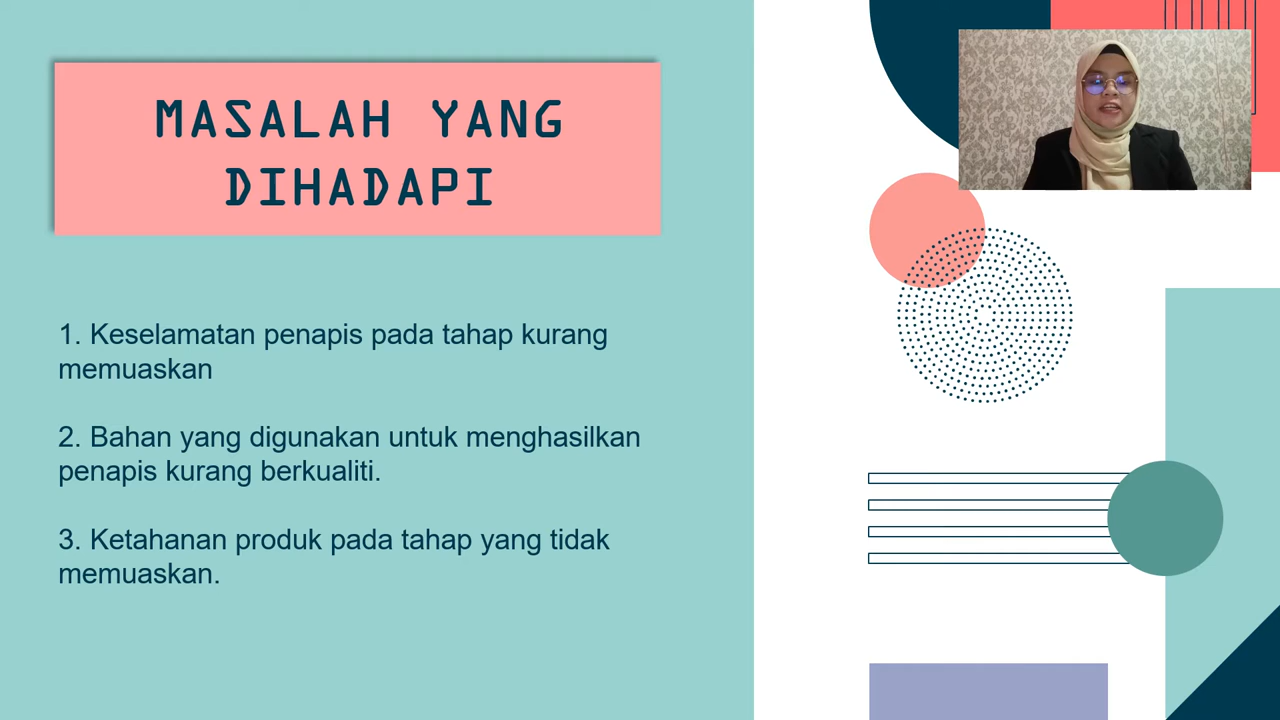 MASALAH YANG
DIHADAPI
1. Keselamatan penapis pada tahap kurang
memuaskan
2. Bahan yang digunakan untuk menghasilkan
penapis kurang berkualiti.
3. Ketahanan produk pada tahap yang tidak
memuaskan.